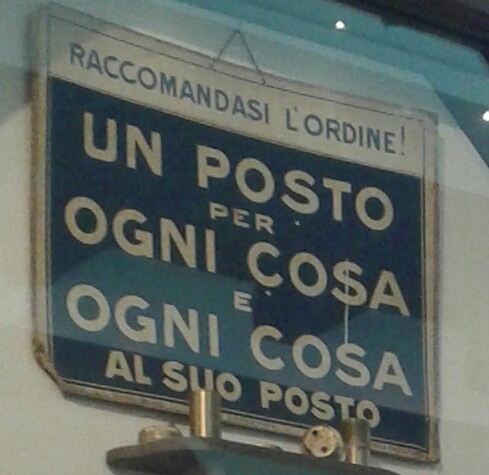 RACCOMANDASI L'ORDINE!
UN POSTO
PER
OGNI COSA
E
OGNI COSA
AL SUO POSTO